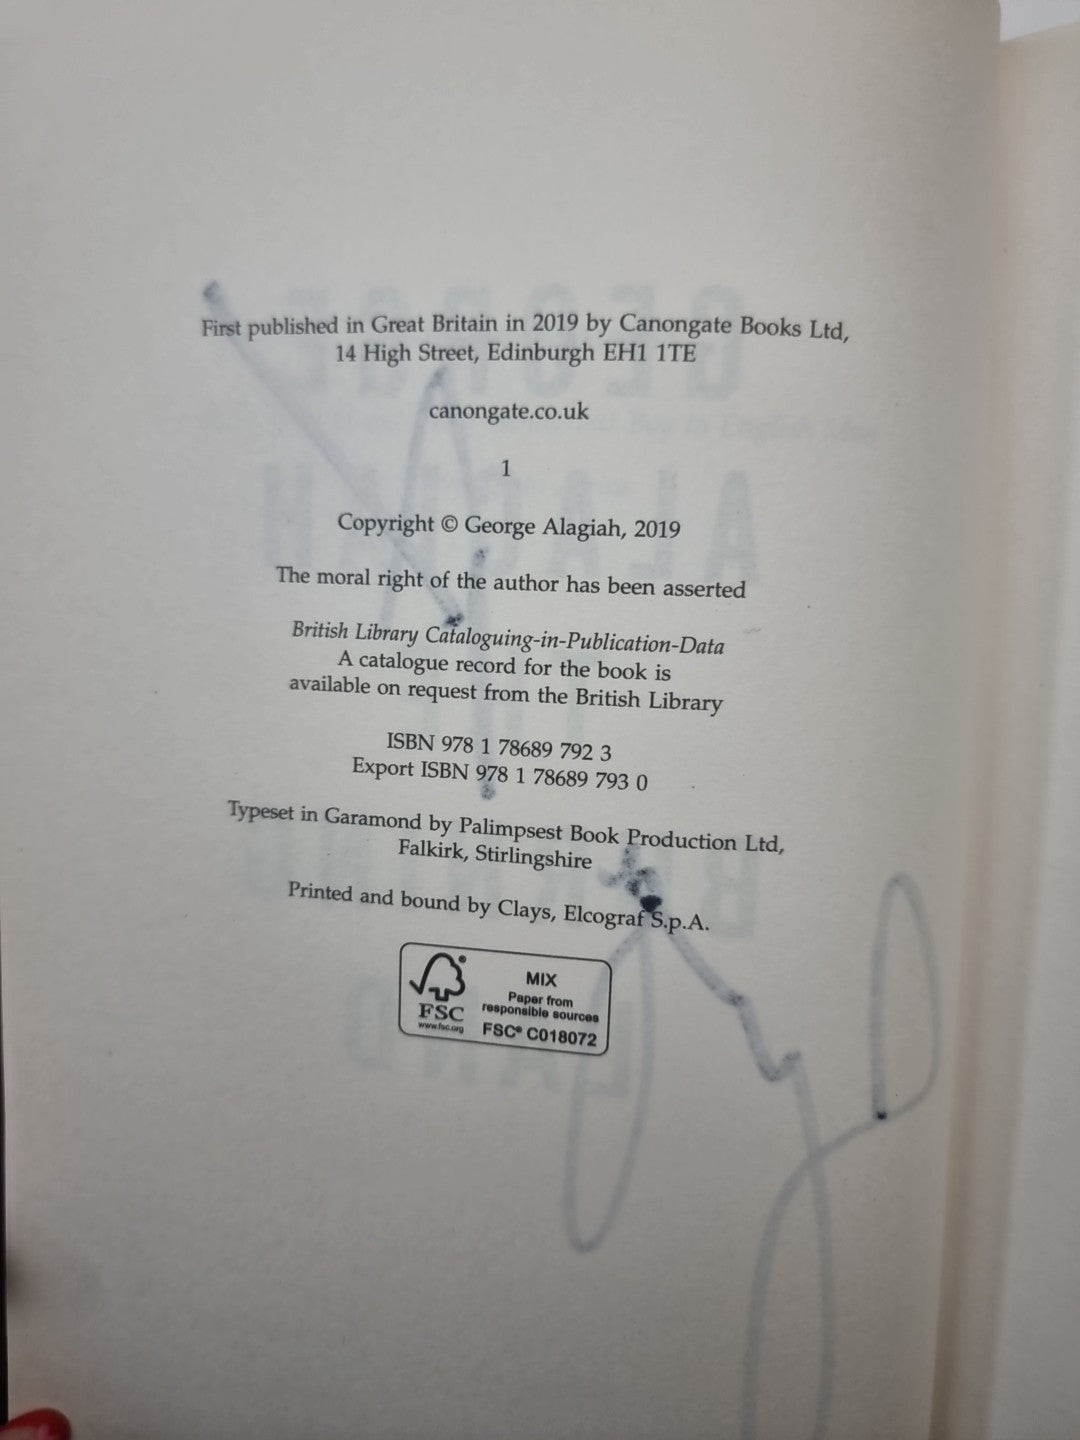 First published in Great Britain in 2019 by Canongate Books Ltd,
14 High Street, Edinburgh EH1 1TE
canongate.co.uk
1
Copyright © George Alagiah, 2019
The moral right of the author has been asserted
British Library Cataloguing-in-Publication-Data
A catalogue record for the book is
available on request from the British Library
ISBN 978 1 78689 792 3
Export ISBN 978 1 78689 793 0
Typeset in Garamond by Palimpsest Book Production Ltd,
Falkirk, Stirlingshire
Printed and bound by Clays, Elcograf S.p.A.
FSC
www.fsc.org
MIX
Paper from
responsible sources
FSC® C018072